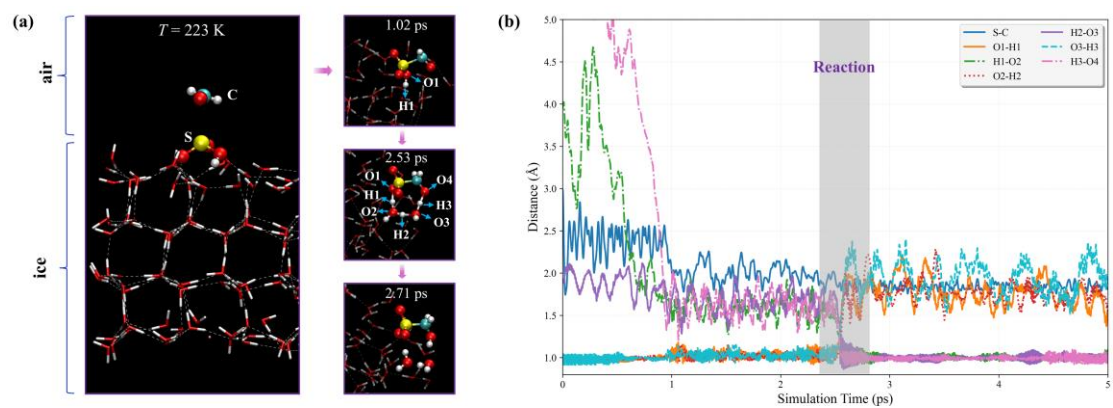 (a)
air
ice
T = 223 K
C
S
1.02 ps
O1
H1
2.53 ps
O1
O4
H1
H3
O2
O3
H2
2.71 ps
(b)
Distance (Å)
5.0
4.5
4.0
3.5
3.0
2.5
2.0
1.5
1.0
Reaction
S-C
O1-H1
H1-O2
O2-H2
H2-O3
O3-H3
H3-O4
0
1
2
3
4
5
Simulation Time (ps)